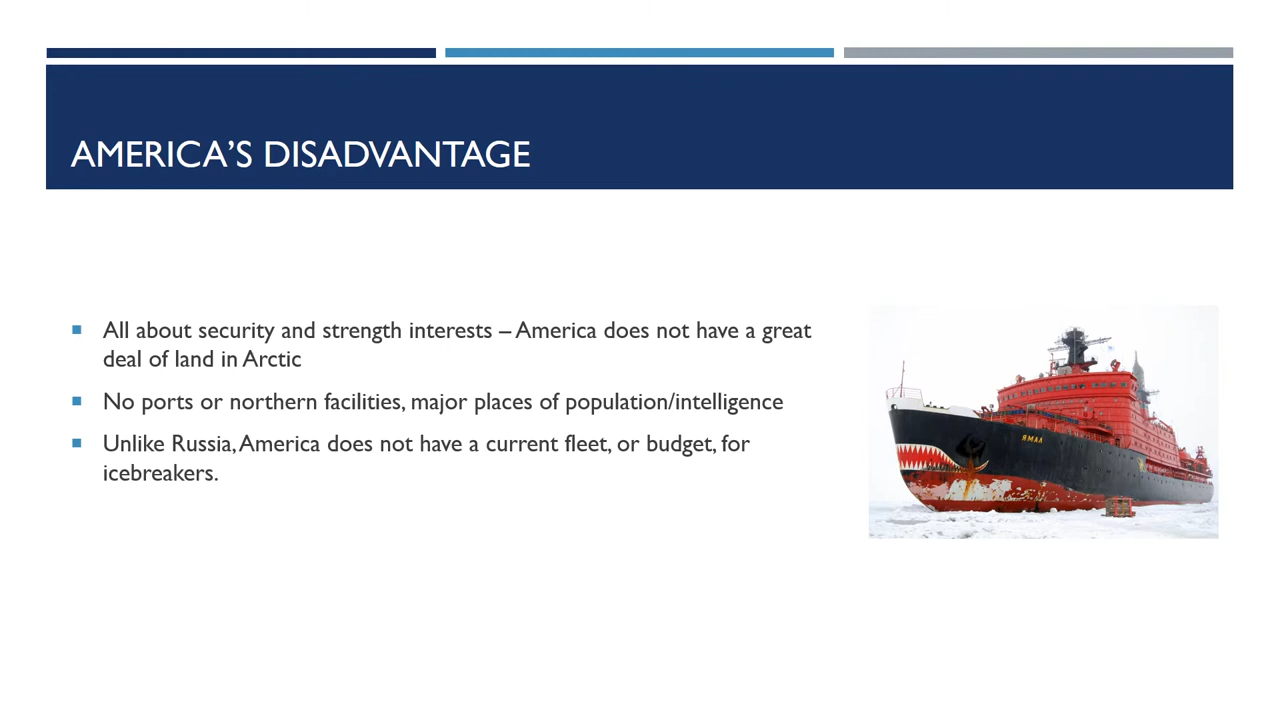 AMERICA’S DISADVANTAGE
All about security and strength interests – America does not have a great
deal of land in Arctic
No ports or northern facilities, major places of population/intelligence
Unlike Russia, America does not have a current fleet, or budget, for
icebreakers.
ЯМАЛ